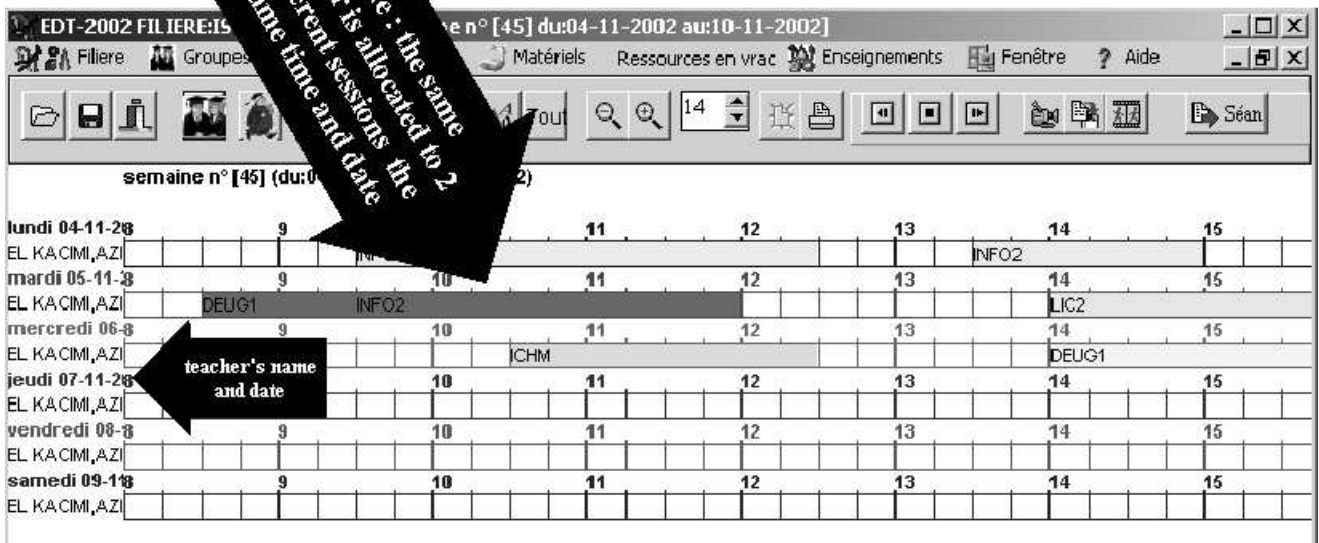 EDT-2002 FILIERE:IS
e n° [45] du:04-11-2002 au:10-11-2002]
Filiere Groupes Matériels Ressources en vrac Enseignements Fenêtre ? Aide
Tout 14 Séan
e : the same
r is allocated to 2
erent sessions the
ame time and date
semaine n° [45] (du:0 2)
lundi 04-11-2 8 9 11 12 13 14 15
EL KACIMI,AZI INFO2
mardi 05-11-2 8 9 10 11 12 13 14 15
EL KACIMI,AZI DEUG1 INFO2 LIC2
mercredi 06- 8 9 10 11 12 13 14 15
EL KACIMI,AZI ICHM DEUG1
teacher's name
and date
jeudi 07-11-2 8 10 11 12 13 14 15
EL KACIMI,AZI
vendredi 08- 8 9 10 11 12 13 14 15
EL KACIMI,AZI
samedi 09-11 8 9 10 11 12 13 14 15
EL KACIMI,AZI